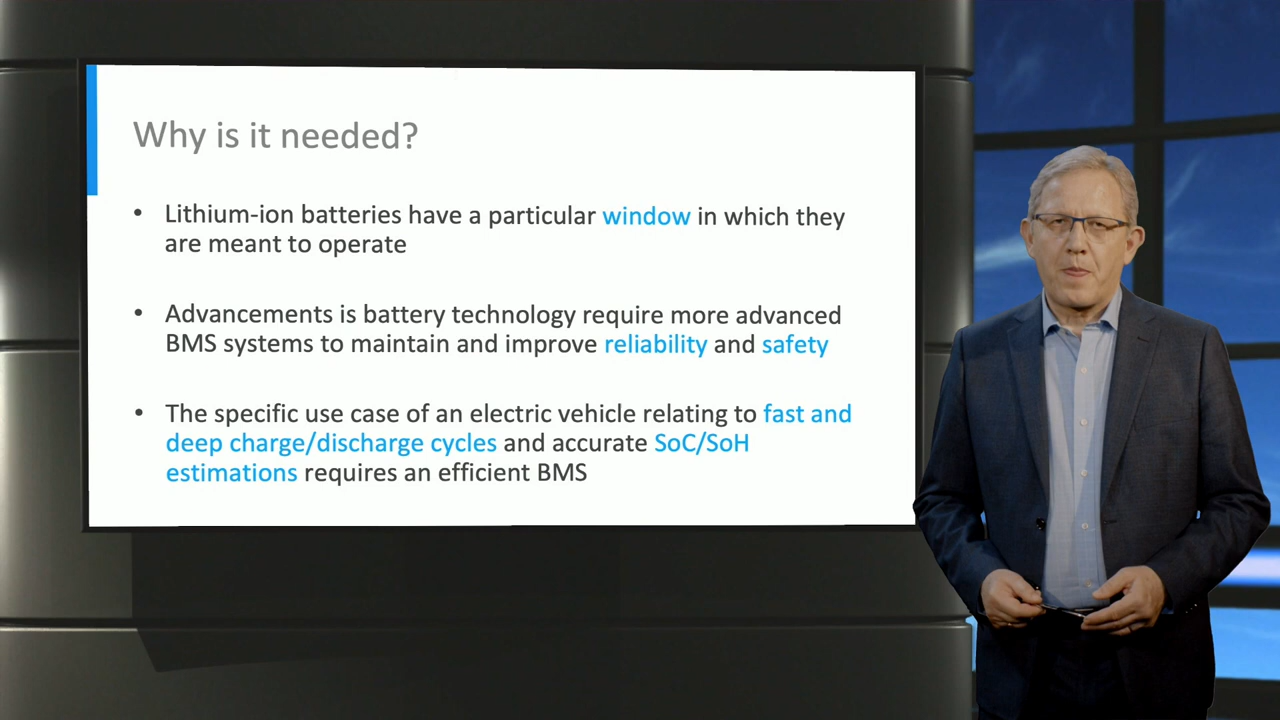 Why is it needed?
• Lithium-ion batteries have a particular window in which they
are meant to operate
• Advancements is battery technology require more advanced
BMS systems to maintain and improve reliability and safety
• The specific use case of an electric vehicle relating to fast and
deep charge/discharge cycles and accurate SoC/SoH
estimations requires an efficient BMS